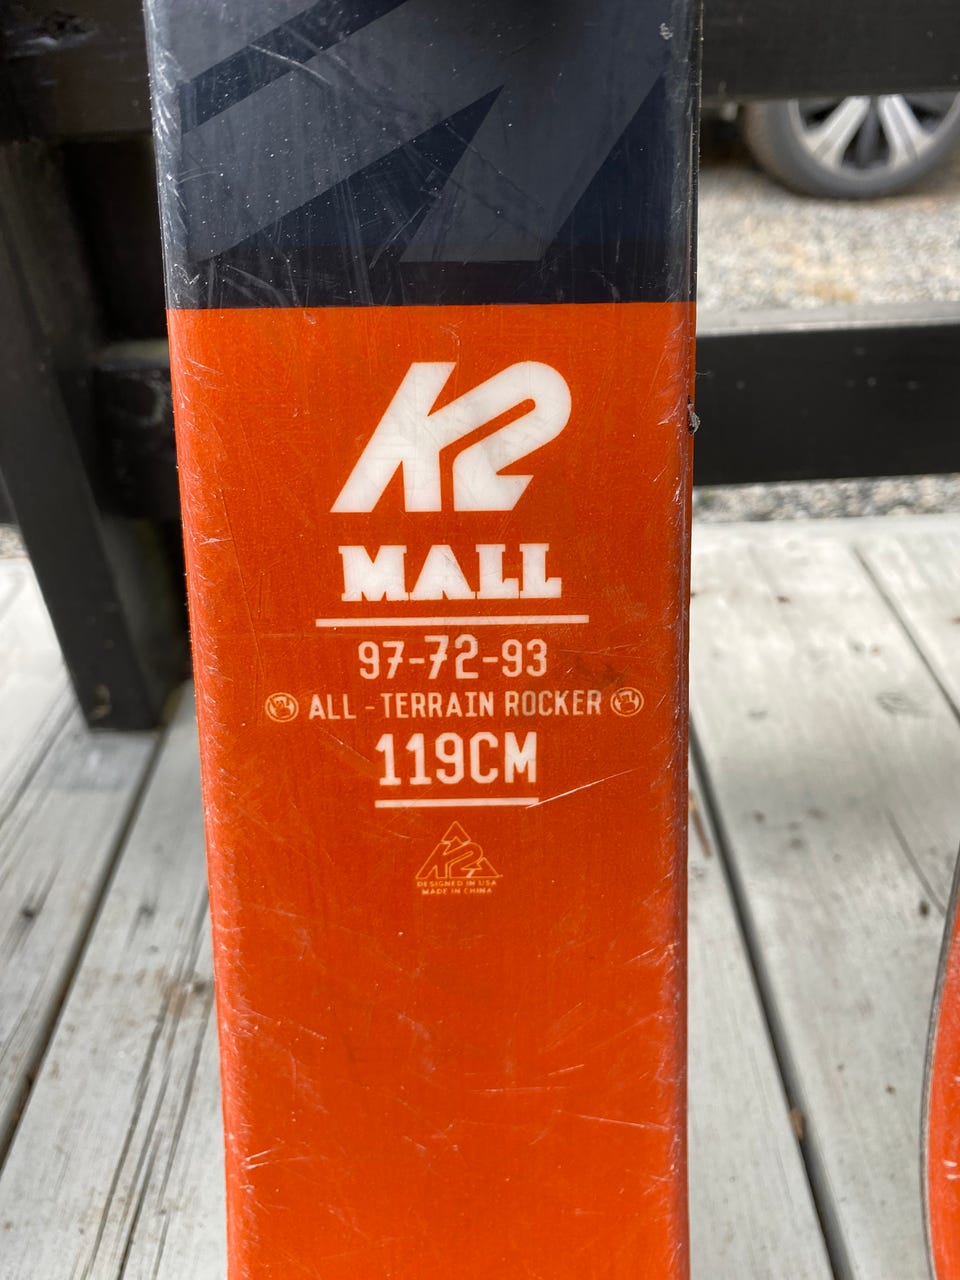 K2
MALL
97-72-93
ALL-TERRAIN ROCKER
119CM
K2
DESIGNED IN USA
MADE IN CHINA